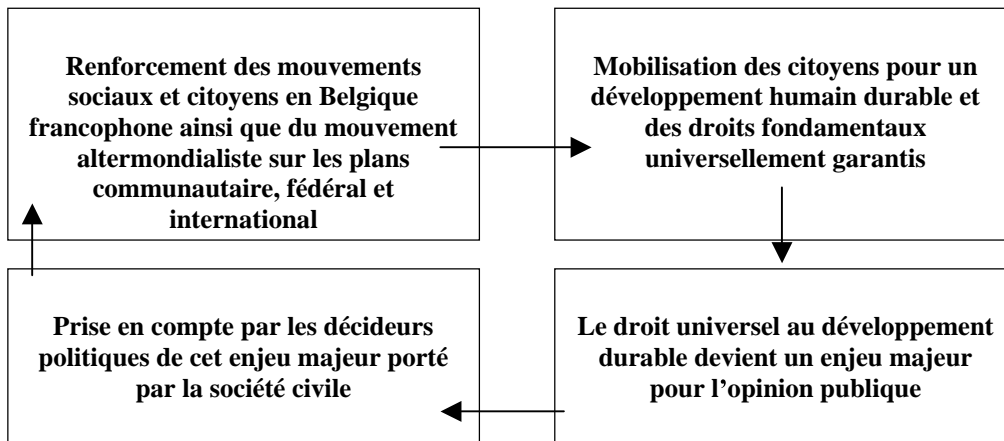 Renforcement des mouvements
sociaux et citoyens en Belgique
francophone ainsi que du mouvement
altermondialiste sur les plans
communautaire, fédéral et
international
Mobilisation des citoyens pour un
développement humain durable et
des droits fondamentaux
universellement garantis
Prise en compte par les décideurs
politiques de cet enjeu majeur porté
par la société civile
Le droit universel au développement
durable devient un enjeu majeur
pour l’opinion publique